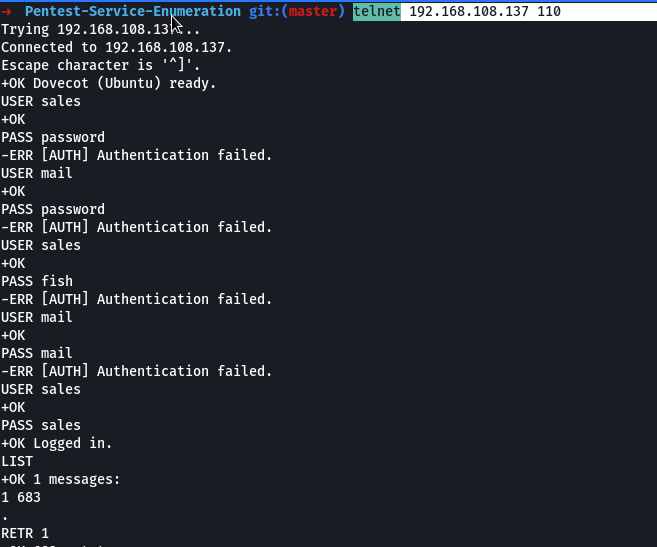 → Pentest-Service-Enumeration git:(master) telnet 192.168.108.137 110
Trying 192.168.108.137...
Connected to 192.168.108.137.
Escape character is '^]'.
+OK Dovecot (Ubuntu) ready.
USER sales
+OK
PASS password
-ERR [AUTH] Authentication failed.
USER mail
+OK
PASS password
-ERR [AUTH] Authentication failed.
USER sales
+OK
PASS fish
-ERR [AUTH] Authentication failed.
USER mail
+OK
PASS mail
-ERR [AUTH] Authentication failed.
USER sales
+OK
PASS sales
+OK Logged in.
LIST
+OK 1 messages:
1 683
.
RETR 1